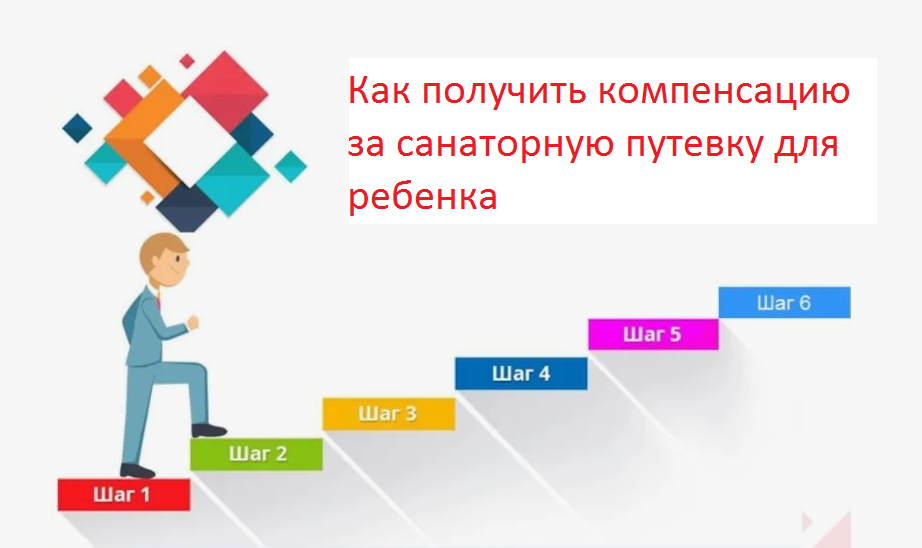 Как получить компенсацию
за санаторную путевку для
ребенка
Шаг 6
Шаг 5
Шаг 4
Шаг 3
Шаг 2
Шаг 1